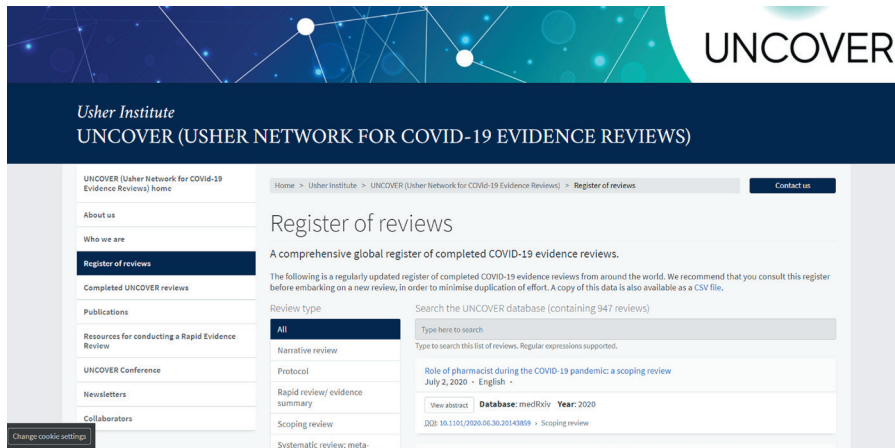 UNCOVER
Usher Institute
UNCOVER (USHER NETWORK FOR COVID-19 EVIDENCE REVIEWS)
UNCOVER (Usher Network for COVid-19
Evidence Reviews) home
About us
Who we are
Register of reviews
Completed UNCOVER reviews
Publications
Resources for conducting a Rapid Evidence
Review
UNCOVER Conference
Newsletters
Collaborators
Change cookie settings
Home > Usher Institute > UNCOVER (Usher Network for COVid-19 Evidence Reviews) > Register of reviews
Contact us
Register of reviews
A comprehensive global register of completed COVID-19 evidence reviews.
The following is a regularly updated register of completed COVID-19 evidence reviews from around the world. We recommend that you consult this register
before embarking on a new review, in order to minimise duplication of effort. A copy of this data is also available as a CSV file.
Review type
All
Narrative review
Protocol
Rapid review/ evidence
summary
Scoping review
Systematic review; meta-
Search the UNCOVER database (containing 947 reviews)
Type here to search
Type to search this list of reviews. Regular expressions supported.
Role of pharmacist during the COVID-19 pandemic: a scoping review
July 2, 2020 - English -
View abstract Database: medRxiv Year: 2020
DOI: 10.1101/2020.06.30.20143859 › Scoping review